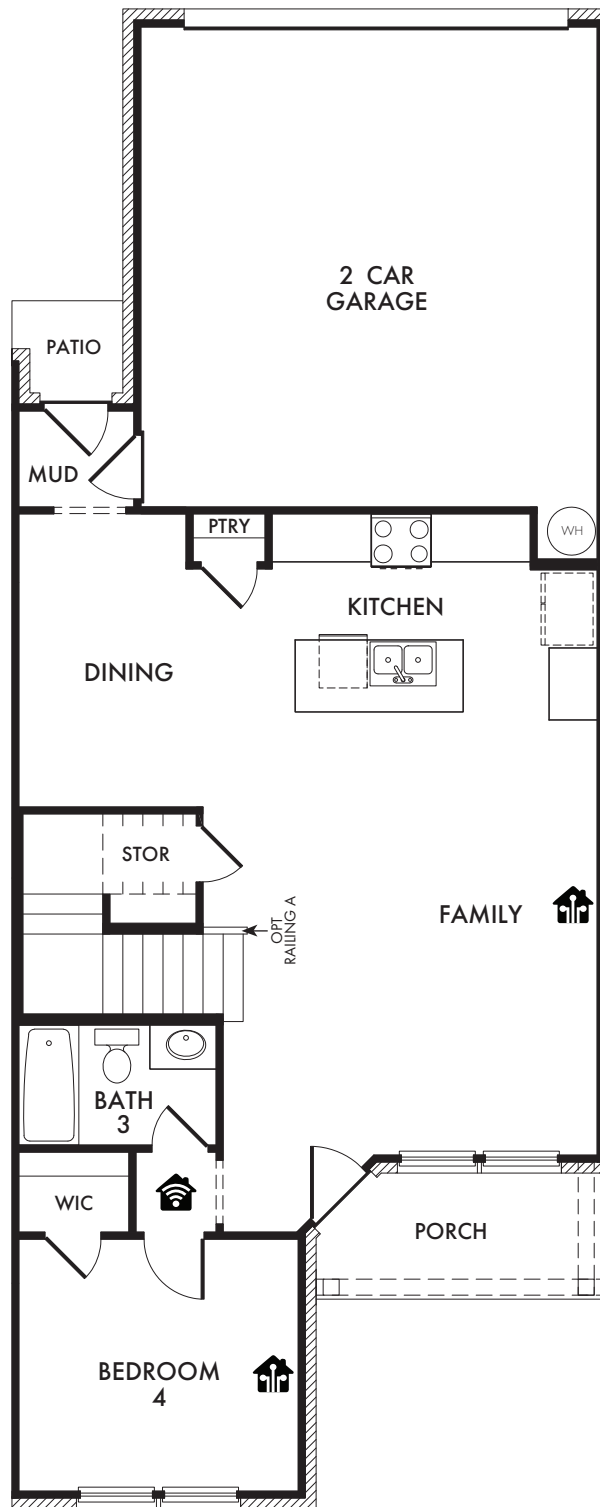 2 CAR
GARAGE
PATIO
MUD
PTRY
WH
KITCHEN
DINING
STOR
FAMILY
OPT
RAILING A
BATH
3
WIC
PORCH
BEDROOM
4